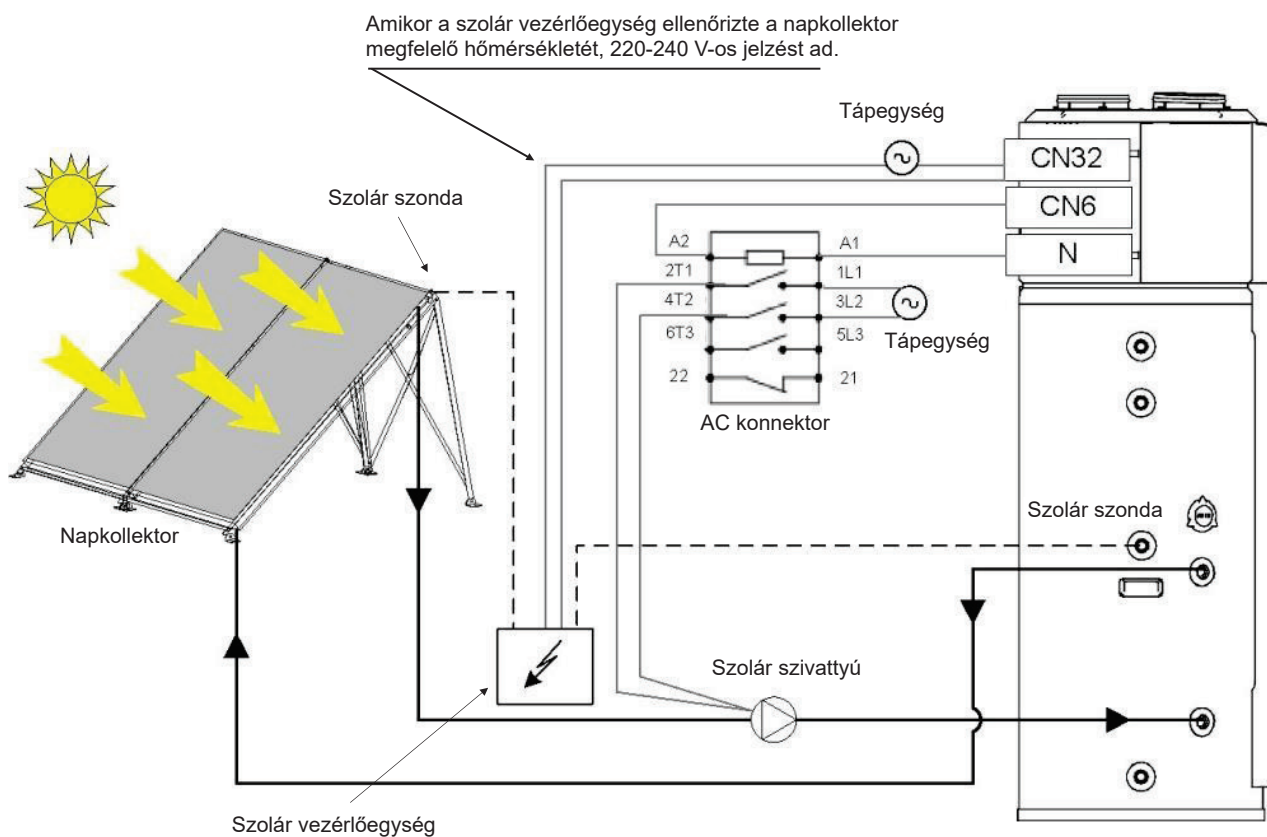 Amikor a szolár vezérlőegység ellenőrizte a napkollektor
megfelelő hőmérsékletét, 220-240 V-os jelzést ad.
Tápegység
CN32
Szolár szonda
CN6
A2
A1
N
2T1
1L1
4T2
3L2
6T3
5L3
Tápegység
22
21
AC konnektor
Szolár szonda
Napkollektor
Szolár szivattyú
Szolár vezérlőegység